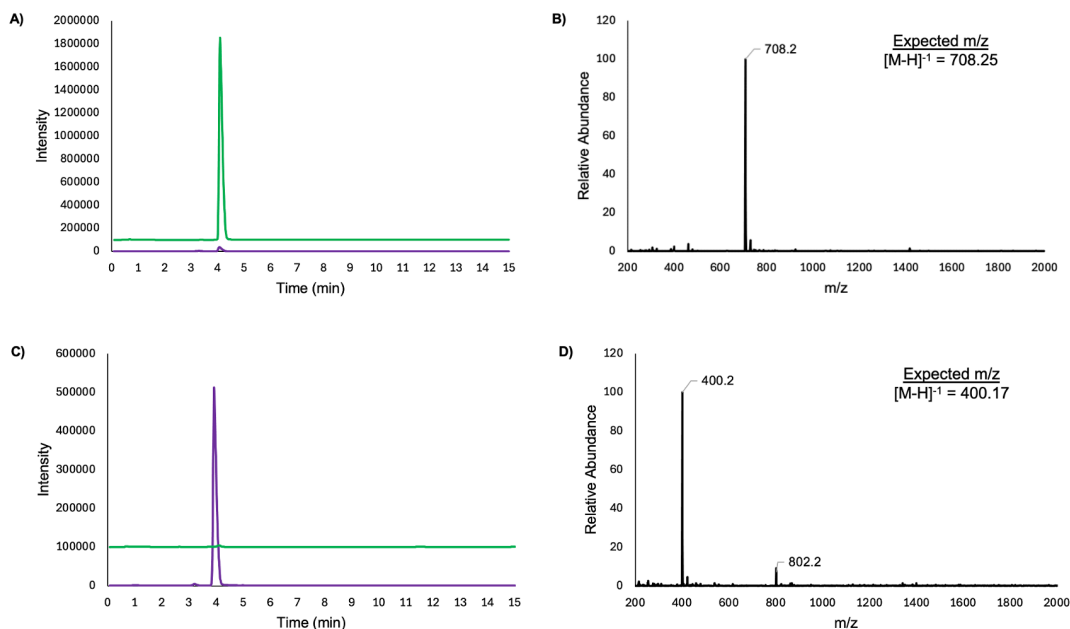 A)
2000000
1800000
1600000
1400000
1200000
1000000
800000
600000
400000
200000
0
Intensity
0 1 2 3 4 5 6 7 8 9 10 11 12 13 14 15
Time (min)
B)
120
100
80
60
40
20
0
Relative Abundance
708.2
Expected m/z
[M-H]-1 = 708.25
200 400 600 800 1000 1200 1400 1600 1800 2000
m/z
C)
600000
500000
400000
300000
200000
100000
0
Intensity
0 1 2 3 4 5 6 7 8 9 10 11 12 13 14 15
Time (min)
D)
120
100
80
60
40
20
0
Relative Abundance
400.2
802.2
Expected m/z
[M-H]-1 = 400.17
200 400 600 800 1000 1200 1400 1600 1800 2000
m/z